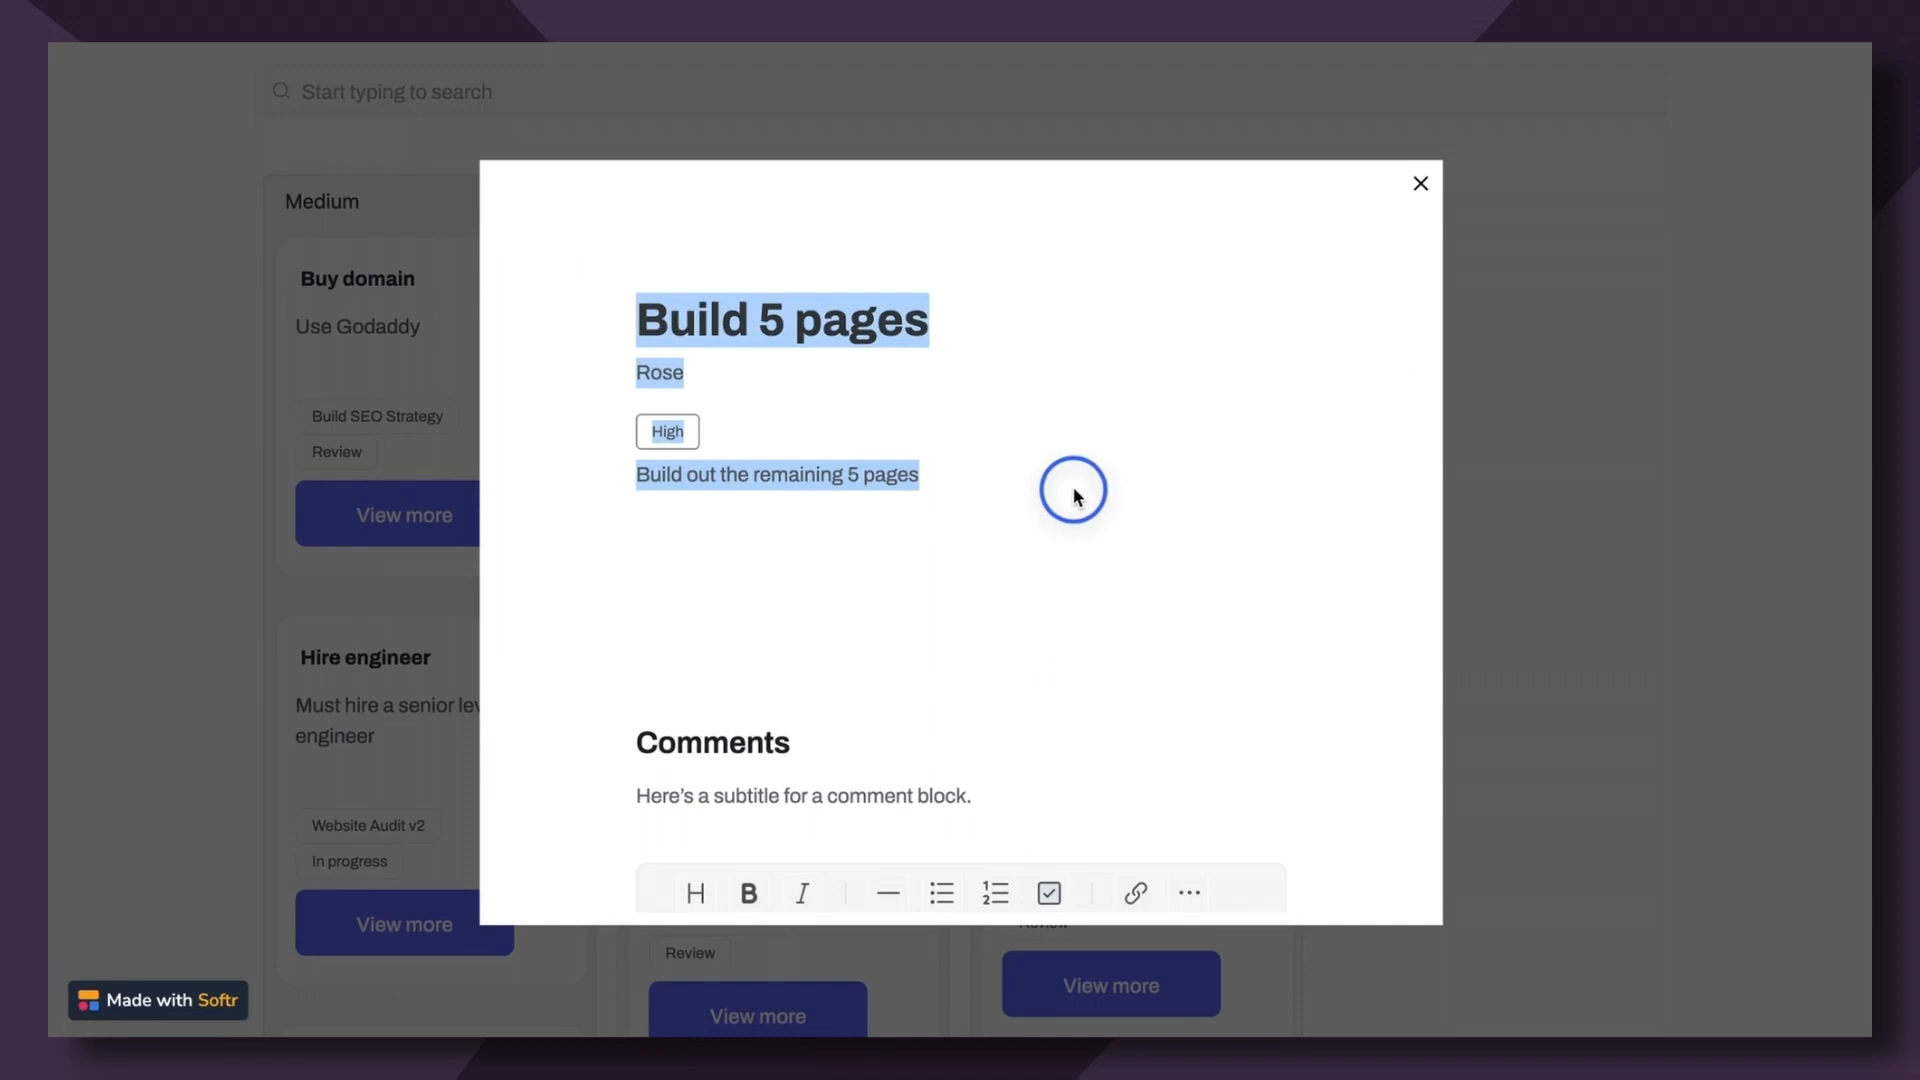 Start typing to search
Medium
Buy domain
Use Godaddy
Build SEO Strategy
Review
View more
Hire engineer
Must hire a senior lev
engineer
Website Audit v2
In progress
View more
Build 5 pages
Rose
High
Build out the remaining 5 pages
Comments
Here's a subtitle for a comment block.
H B I
Review
View more
Review
View more
Made with Softr